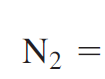 N₂ =